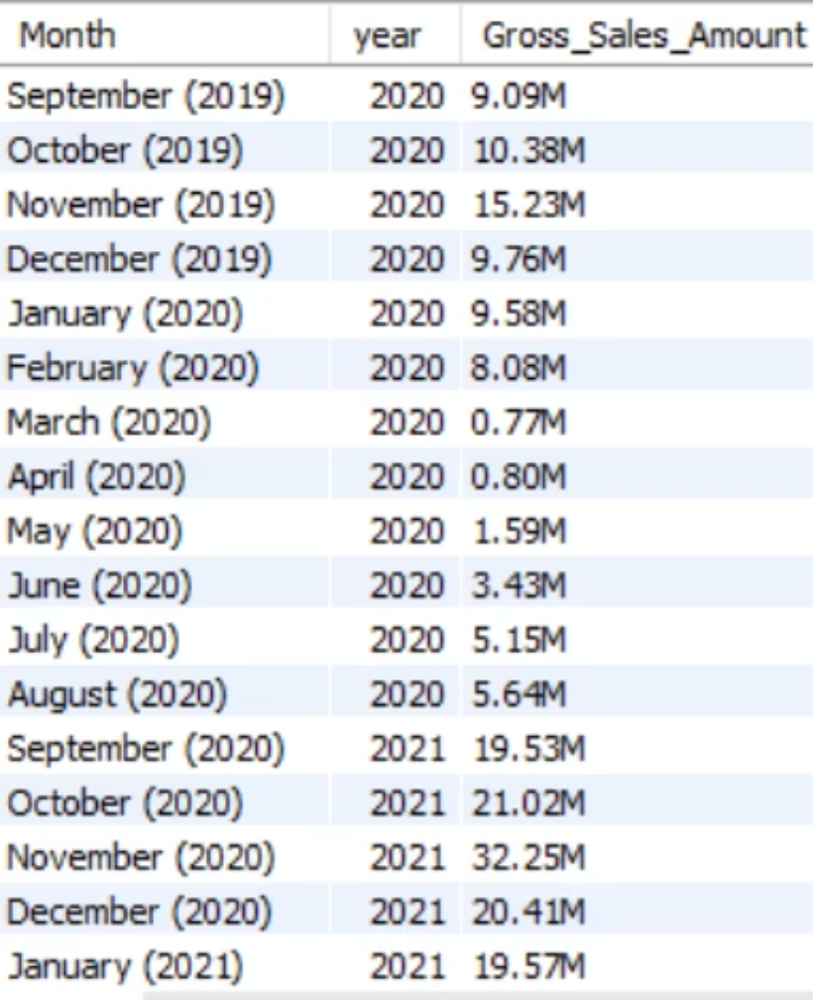 Month year Gross_Sales_Amount
September (2019) 2020 9.09M
October (2019) 2020 10.38M
November (2019) 2020 15.23M
December (2019) 2020 9.76M
January (2020) 2020 9.58M
February (2020) 2020 8.08M
March (2020) 2020 0.77M
April (2020) 2020 0.80M
May (2020) 2020 1.59M
June (2020) 2020 3.43M
July (2020) 2020 5.15M
August (2020) 2020 5.64M
September (2020) 2021 19.53M
October (2020) 2021 21.02M
November (2020) 2021 32.25M
December (2020) 2021 20.41M
January (2021) 2021 19.57M